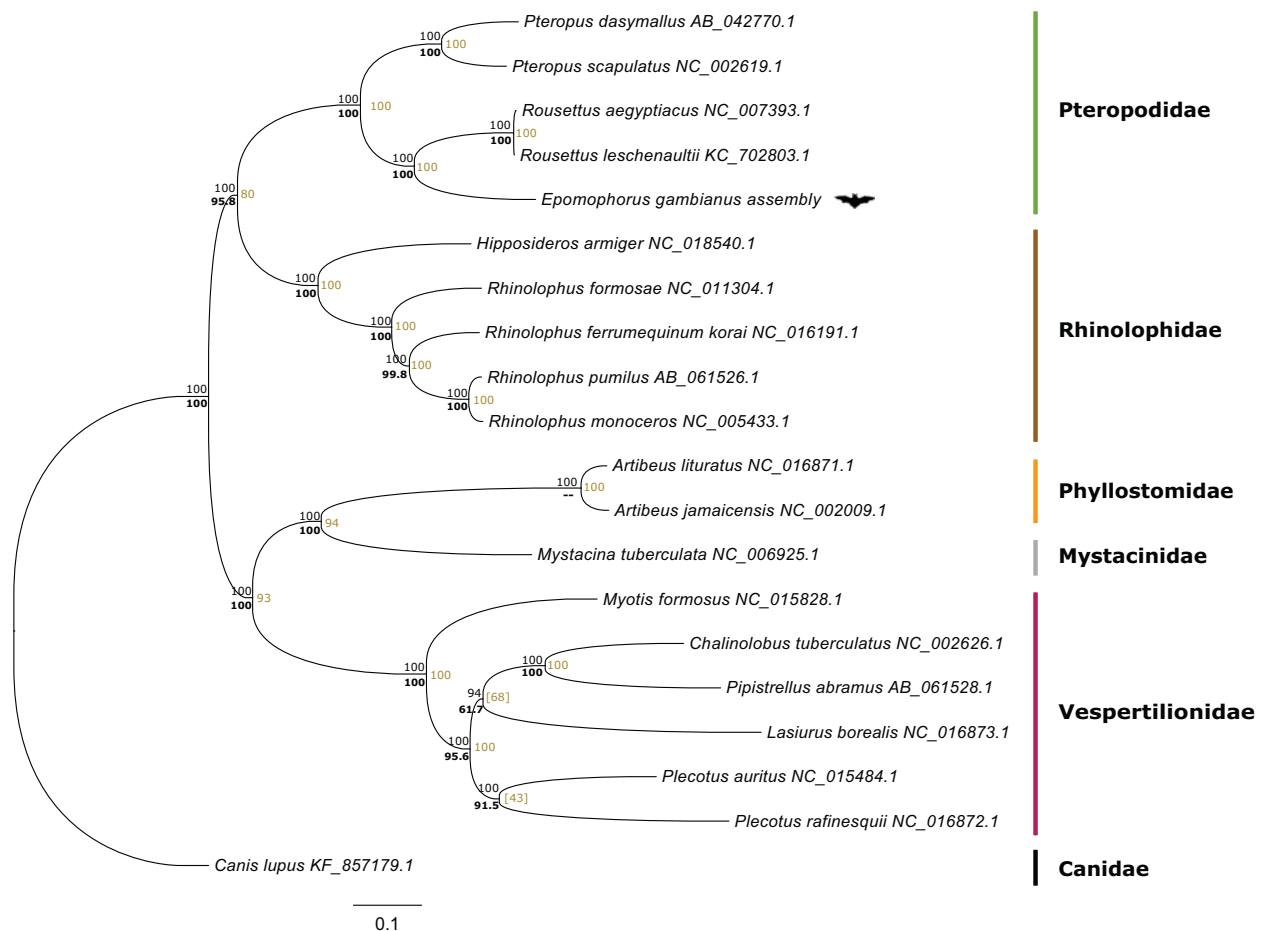 Pteropus dasymallus AB_042770.1
100
100
100
Pteropus scapulatus NC_002619.1
100
100
100
Rousettus aegyptiacus NC_007393.1
100
100
100
Rousettus leschenaultii KC_702803.1
100
100
100
Epomophorus gambianus assembly
Pteropodidae
100
95.8
80
Hipposideros armiger NC_018540.1
100
100
100
Rhinolophus formosae NC_011304.1
100
100
100
Rhinolophus ferrumequinum korai NC_016191.1
100
99.8
100
Rhinolophus pumilus AB_061526.1
100
100
100
Rhinolophus monoceros NC_005433.1
Rhinolophidae
100
100
Artibeus lituratus NC_016871.1
100
--
100
Artibeus jamaicensis NC_002009.1
Phyllostomidae
100
100
94
Mystacina tuberculata NC_006925.1
Mystacinidae
100
100
93
Myotis formosus NC_015828.1
100
100
100
Chalinolobus tuberculatus NC_002626.1
100
100
100
Pipistrellus abramus AB_061528.1
94
61.7
[68]
Lasiurus borealis NC_016873.1
100
95.6
100
Plecotus auritus NC_015484.1
100
91.5
[43]
Plecotus rafinesquii NC_016872.1
Vespertilionidae
Canis lupus KF_857179.1
Canidae
0.1